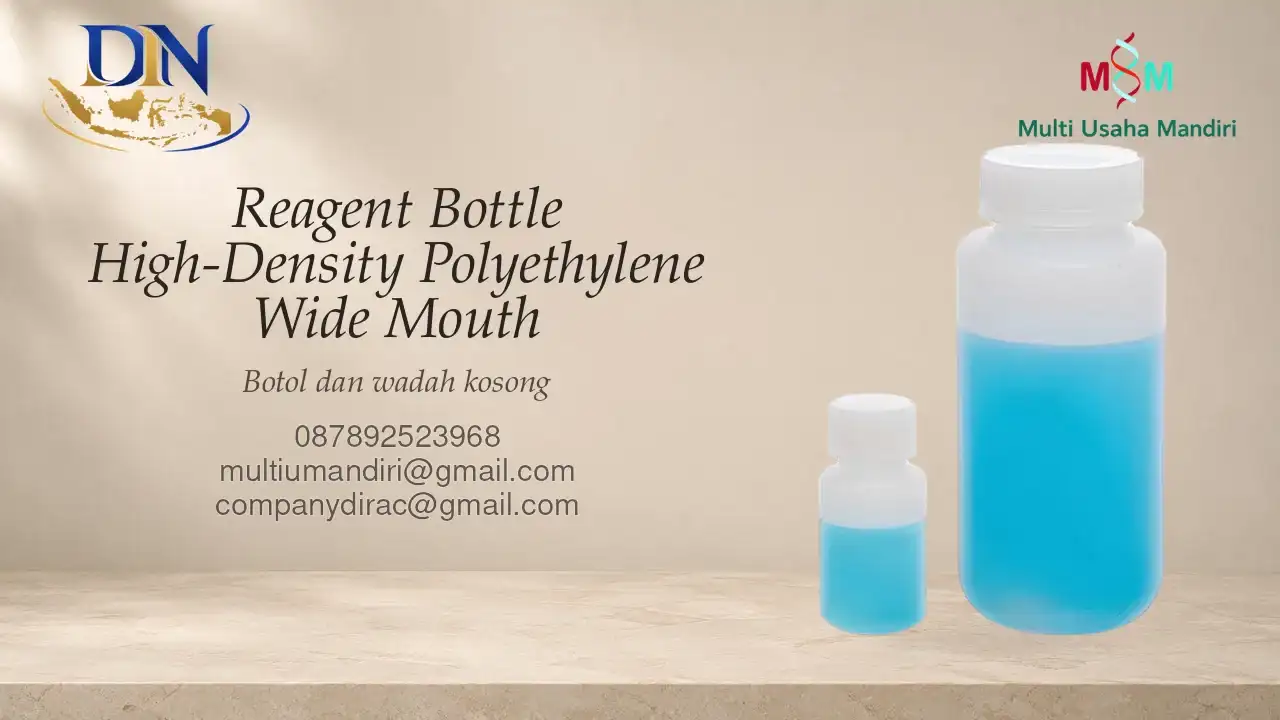 DN
M M
Multi Usaha Mandiri
Reagent Bottle
High-Density Polyethylene
Wide Mouth
Botol dan wadah kosong
087892523968
multiumandiri@gmail.com
companydirac@gmail.com